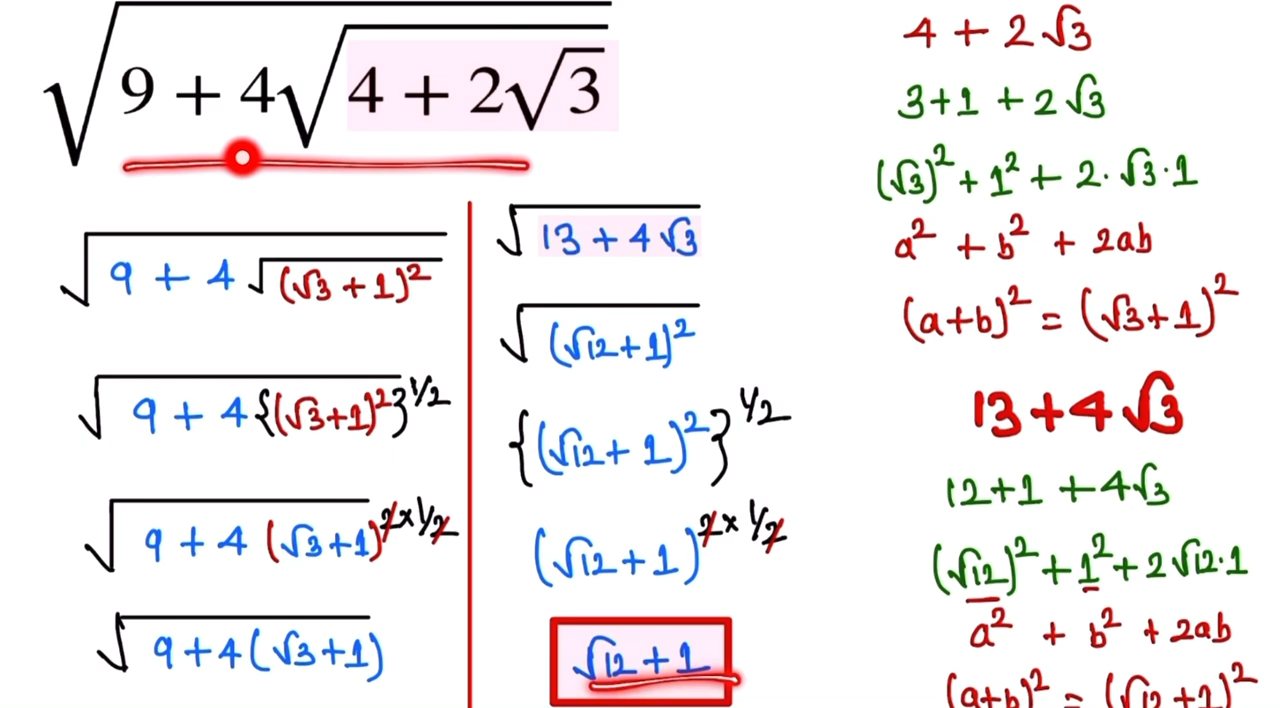 √(9 + 4√(4 + 2√3))
√(9 + 4√((√3 + 1)²))
√(9 + 4{(√3+1)²}^1/2)
√(9 + 4 (√3+1)^2×1/2)
√(9+4(√3+1))
√(13 + 4√3)
√((√12+1)²)
{(√12+1)²}^1/2
(√12+1)^2×1/2
√12+1
4 + 2√3
3+1 + 2√3
(√3)² + 1² + 2·√3·1
a² + b² + 2ab
(a+b)² = (√3+1)²
13+4√3
12+1 +4√3
(√12)² + 1² + 2√12·1
a² + b² + 2ab
(a+b)² = (√12+1)²